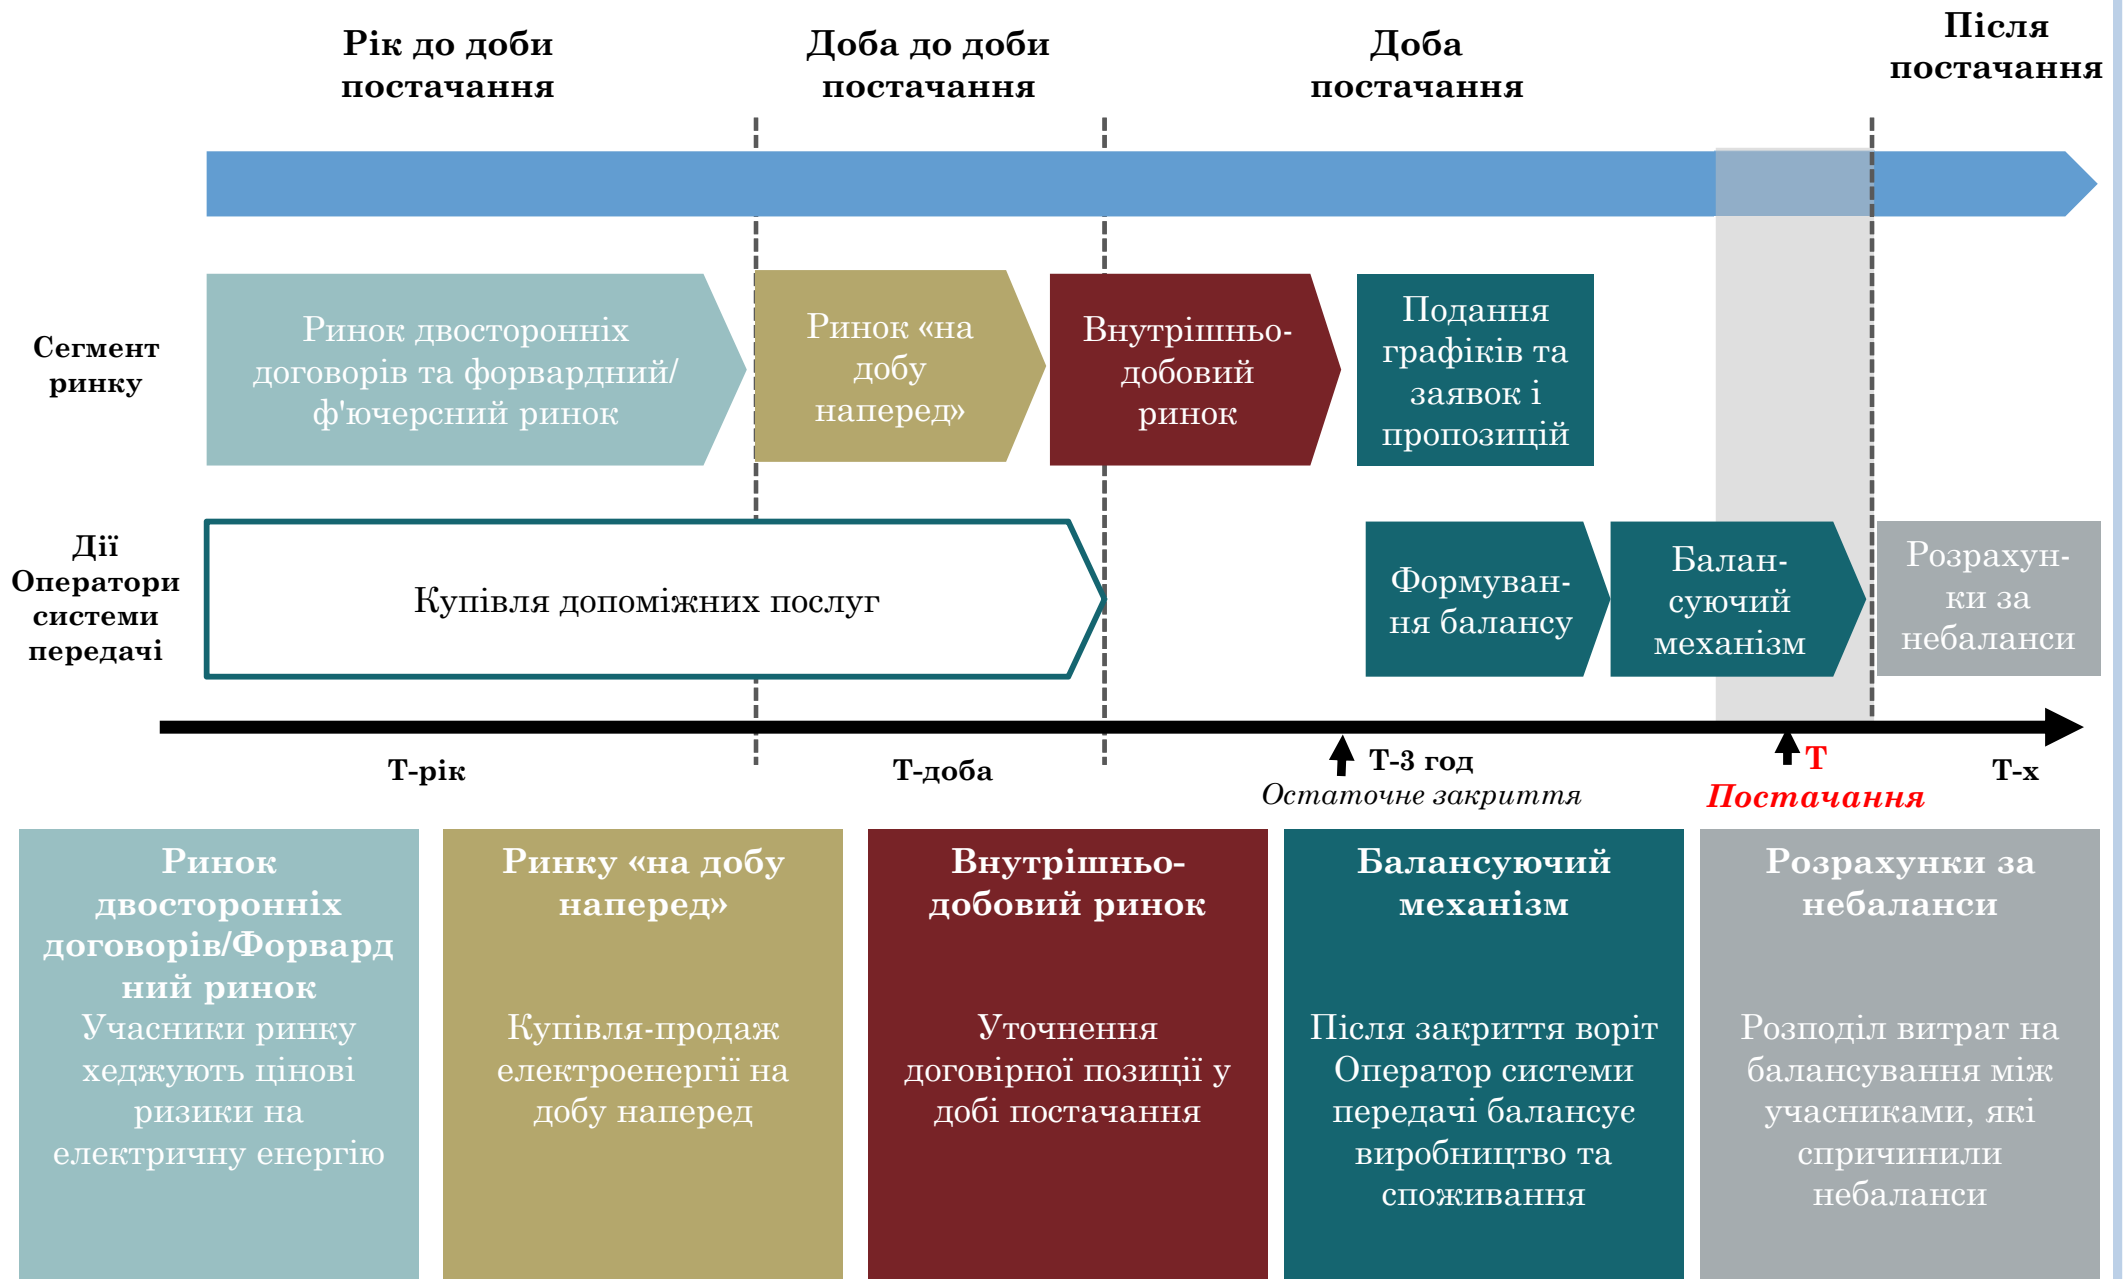 Рік до доби
постачання
Доба до доби
постачання
Доба
постачання
Після
постачання
Сегмент
ринку
Ринок двосторонніх
договорів та форвардний/
ф'ючерсний ринок
Ринок «на
добу
наперед»
Внутрішньо-
добовий
ринок
Подання
графіків та
заявок і
пропозицій
Дії
Оператори
системи
передачі
Купівля допоміжних послуг
Формуван-
ня балансу
Балан-
суючий
механізм
Розрахун-
ки за
небаланси
Т-рік
Т-доба
Т-3 год
Остаточне закриття
Т
Постачання
Т-х
Ринок
двосторонніх
договорів/Форвард
ний ринок
Учасники ринку
хеджують цінові
ризики на
електричну енергію
Ринку «на добу
наперед»
Купівля-продаж
електроенергії на
добу наперед
Внутрішньо-
добовий ринок
Уточнення
договірної позиції у
добі постачання
Балансуючий
механізм
Після закриття воріт
Оператор системи
передачі балансує
виробництво та
споживання
Розрахунки за
небаланси
Розподіл витрат на
балансування між
учасниками, які
спричинили
небаланси